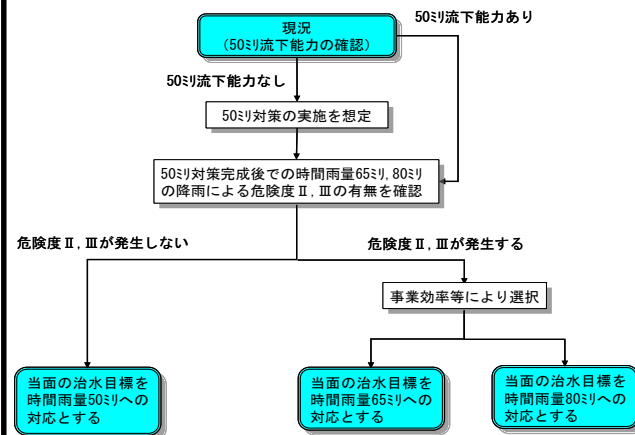 50ﾐﾘ流下能力あり
現況
（50ﾐﾘ流下能力の確認）
50ﾐﾘ流下能力なし
50ﾐﾘ対策の実施を想定
50ﾐﾘ対策完成後での時間雨量65ﾐﾘ,80ﾐﾘ
の降雨による危険度Ⅱ,Ⅲの有無を確認
危険度Ⅱ,Ⅲが発生しない
危険度Ⅱ,Ⅲが発生する
事業効率等により選択
当面の治水目標を
時間雨量50ﾐﾘへの
対応とする
当面の治水目標を
時間雨量65ﾐﾘへの
対応とする
当面の治水目標を
時間雨量80ﾐﾘへの
対応とする